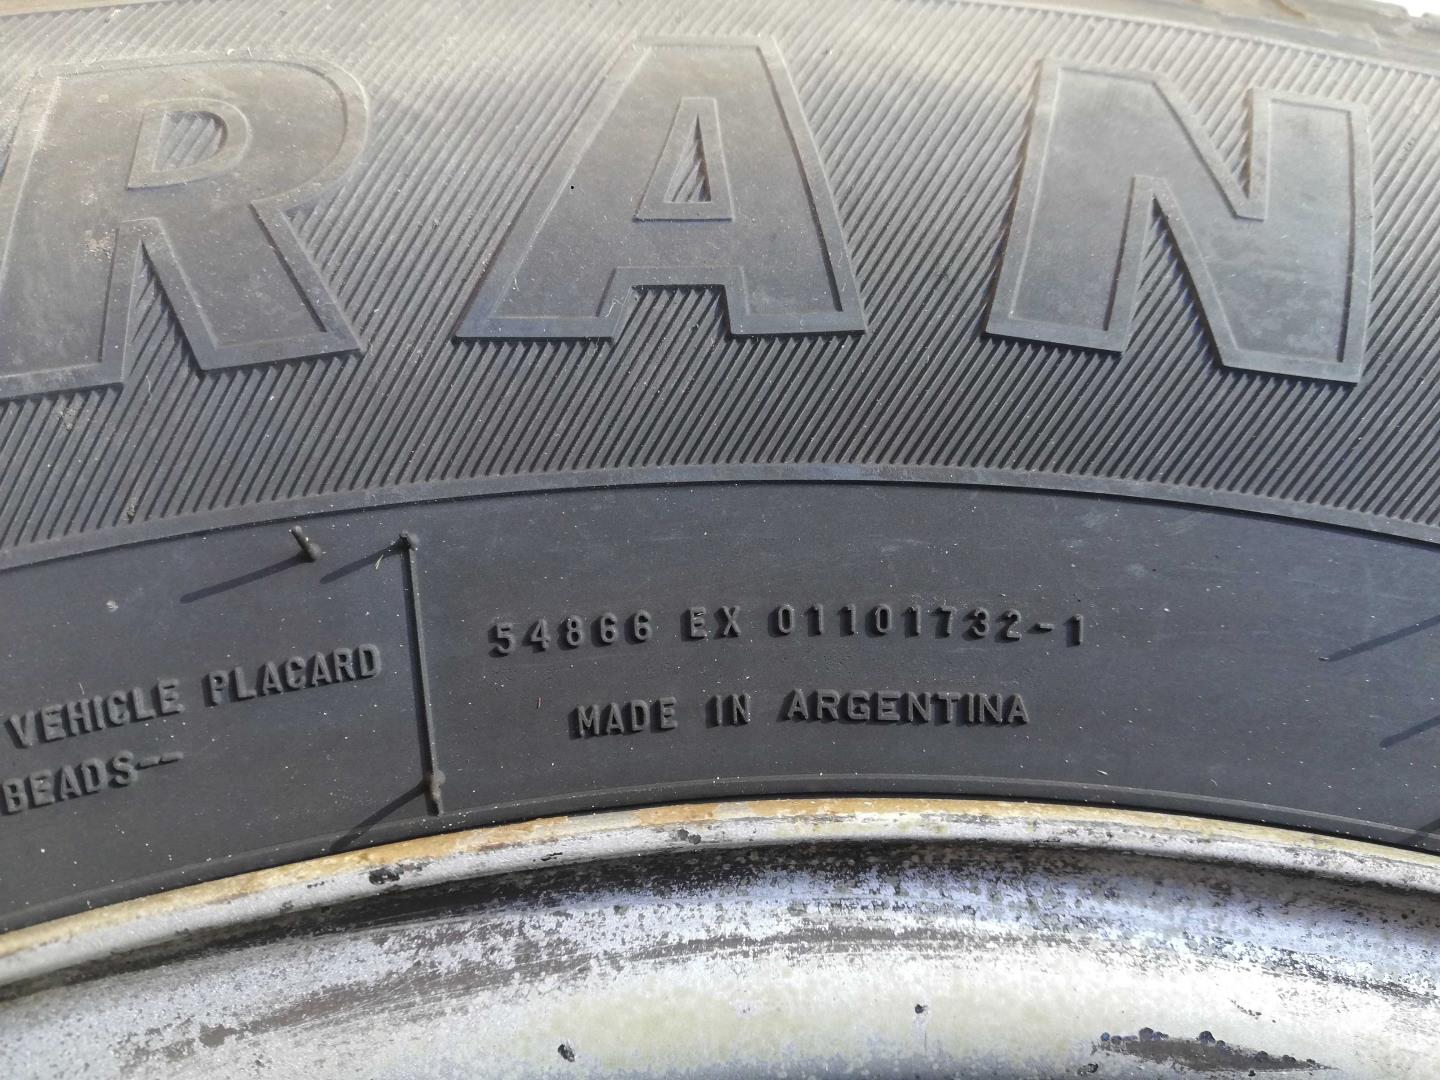 RAN
VEHICLE PLACARD
BEADS--
54866 EX 01101732-1
MADE IN ARGENTINA